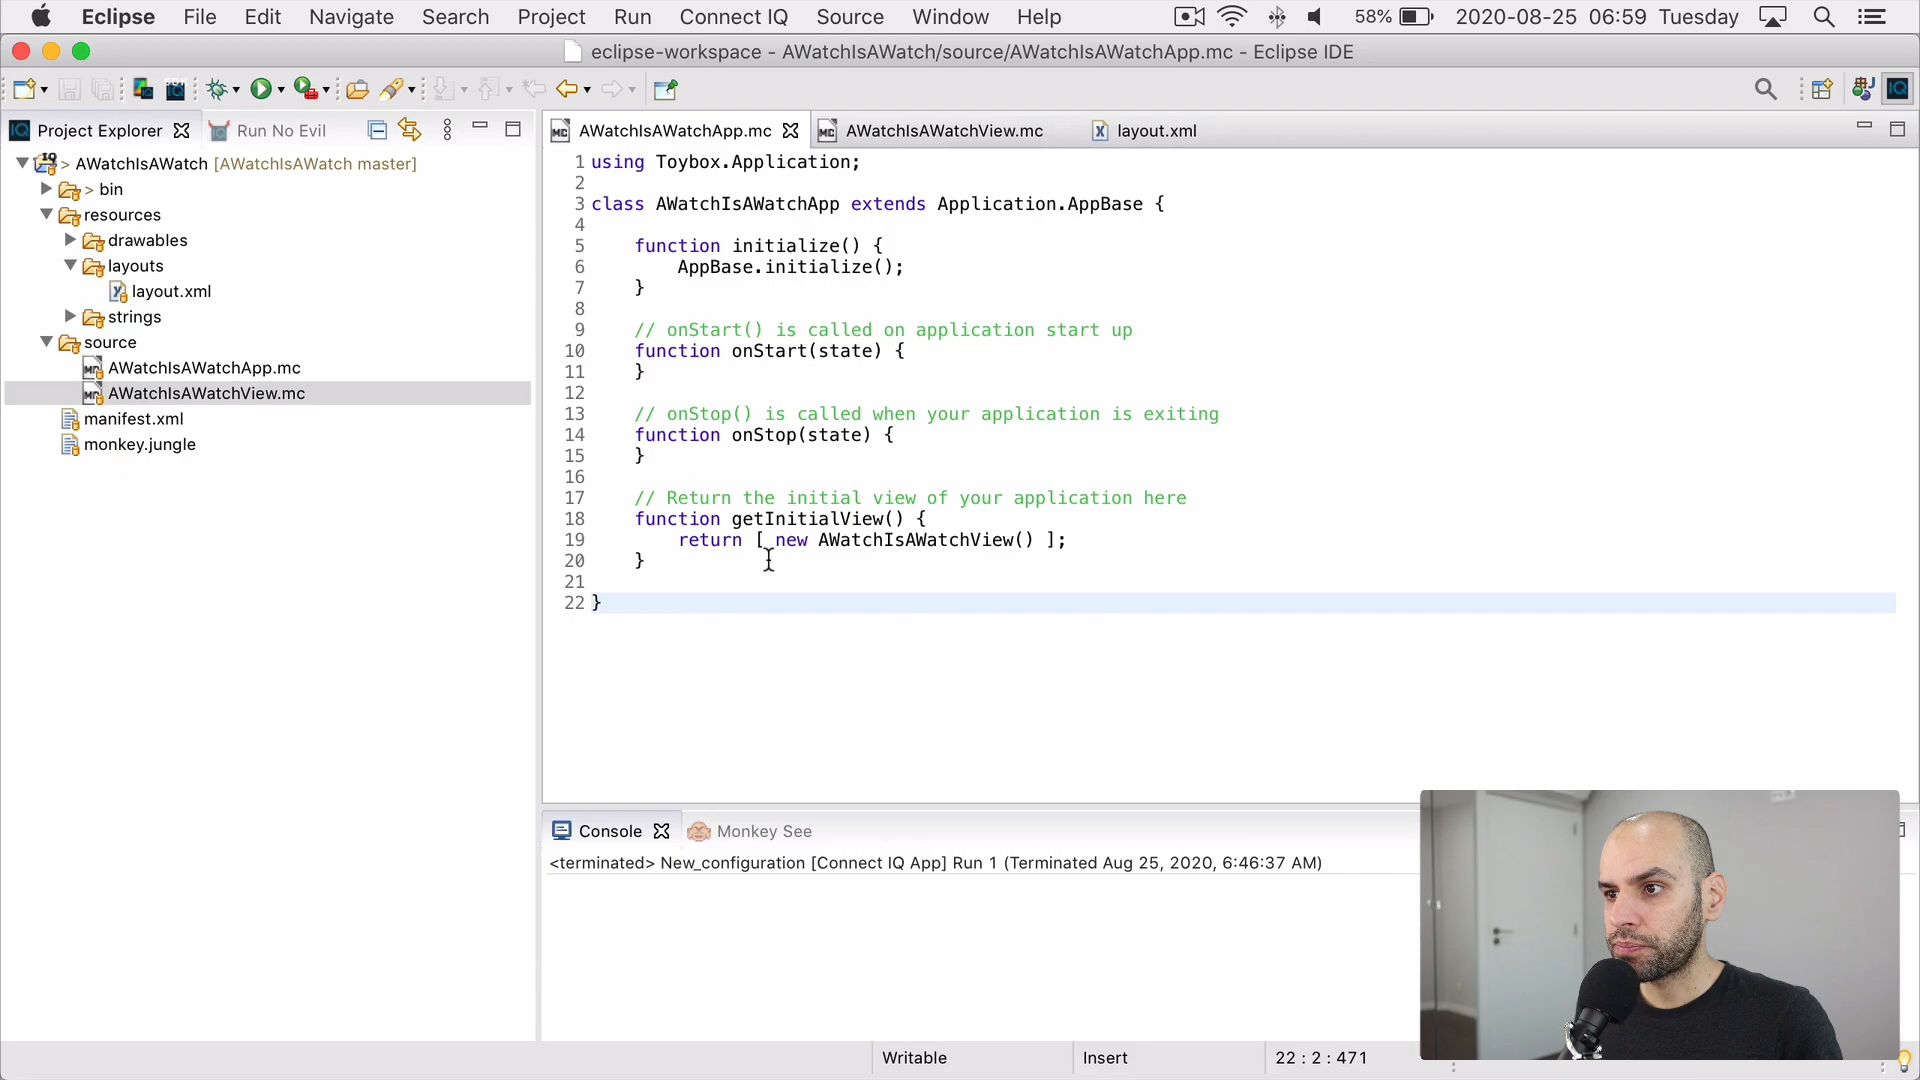 Eclipse File Edit Navigate Search Project Run Connect IQ Source Window Help 58% 2020-08-25 06:59 Tuesday
eclipse-workspace - AWatchIsAWatch/source/AWatchIsAWatchApp.mc - Eclipse IDE
IQ Project Explorer Run No Evil
> AWatchIsAWatch [AWatchIsAWatch master]
> bin
resources
drawables
layouts
layout.xml
strings
source
AWatchIsAWatchApp.mc
AWatchIsAWatchView.mc
manifest.xml
monkey.jungle
AWatchIsAWatchApp.mc AWatchIsAWatchView.mc layout.xml
1 using Toybox.Application;
2
3 class AWatchIsAWatchApp extends Application.AppBase {
4
5 function initialize() {
6 AppBase.initialize();
7 }
8
9 // onStart() is called on application start up
10 function onStart(state) {
11 }
12
13 // onStop() is called when your application is exiting
14 function onStop(state) {
15 }
16
17 // Return the initial view of your application here
18 function getInitialView() {
19 return [ new AWatchIsAWatchView() ];
20 }
21
22 }
Console Monkey See
<terminated> New_configuration [Connect IQ App] Run 1 (Terminated Aug 25, 2020, 6:46:37 AM)
Writable Insert 22 : 2 : 471